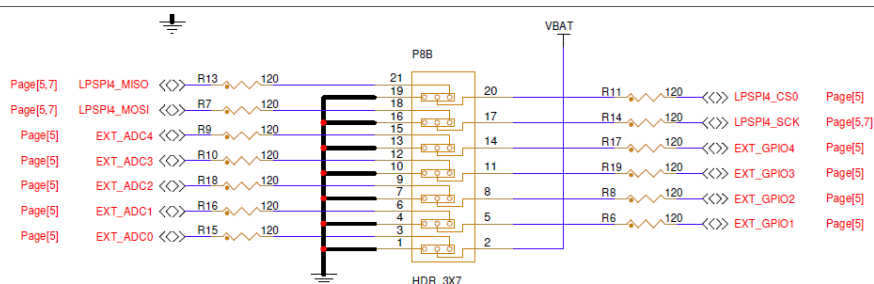 VBAT
P8B
R13 120 21
Page[5,7] LPSPI4_MISO
19 20 R11 120 LPSPI4_CS0 Page[5]
Page[5,7] LPSPI4_MOSI R7 120 18
16 17 R14 120 LPSPI4_SCK Page[5,7]
Page[5] EXT_ADC4 R9 120 15
13 14 R17 120 EXT_GPIO4 Page[5]
Page[5] EXT_ADC3 R10 120 12
10 11 R19 120 EXT_GPIO3 Page[5]
Page[5] EXT_ADC2 R18 120 9
7 8 R8 120 EXT_GPIO2 Page[5]
Page[5] EXT_ADC1 R16 120 6
4 5 R6 120 EXT_GPIO1 Page[5]
Page[5] EXT_ADC0 R15 120 3
1 2
HDR_3X7